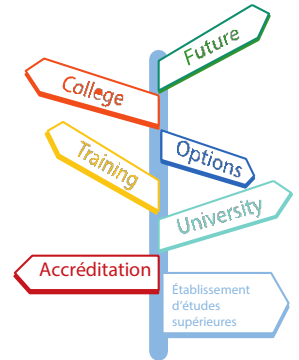 Future
College
Options
Training
University
Accréditation
Établissement
d'études
supérieures